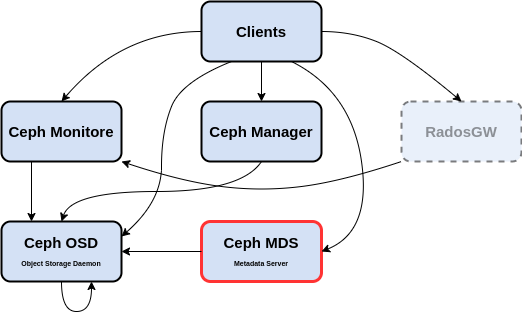 Clients
Ceph Monitore
Ceph Manager
RadosGW
Ceph OSD
Object Storage Daemon
Ceph MDS
Metadata Server